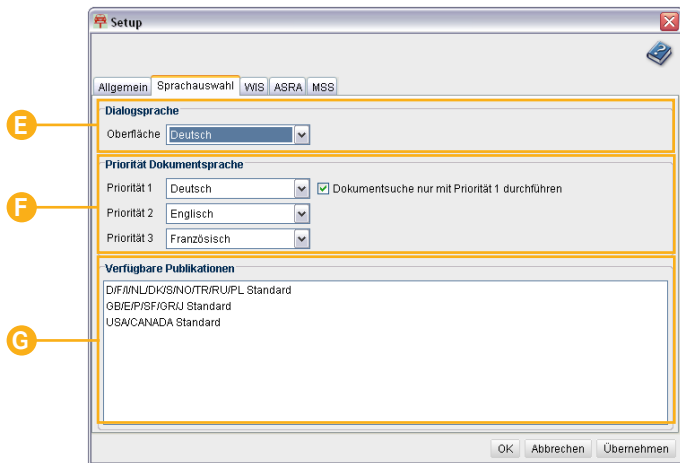 Setup
Allgemein Sprachauswahl WIS ASRA MSS
Dialogsprache
E
Oberfläche Deutsch
Priorität Dokumentsprache
Priorität 1 Deutsch Dokumentsuche nur mit Priorität 1 durchführen
F
Priorität 2 Englisch
Priorität 3 Französisch
Verfügbare Publikationen
D/F/I/NL/DK/S/NO/TR/RU/PL Standard
GB/E/P/SF/GR/J Standard
USA/CANADA Standard
G
OK Abbrechen Übernehmen